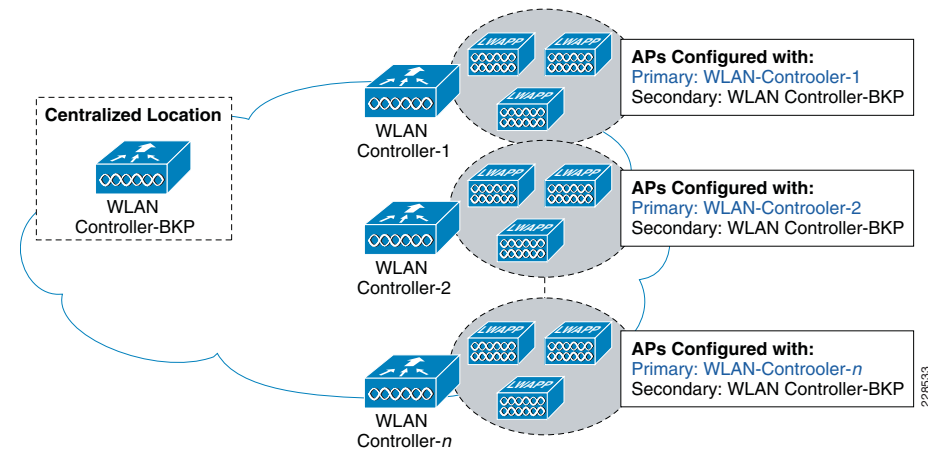 LWAPP
LWAPP
LWAPP
WLAN
Controller-1
APs Configured with:
Primary: WLAN-Controoler-1
Secondary: WLAN Controller-BKP
Centralized Location
WLAN
Controller-BKP
LWAPP
LWAPP
LWAPP
WLAN
Controller-2
APs Configured with:
Primary: WLAN-Controoler-2
Secondary: WLAN Controller-BKP
LWAPP
LWAPP
LWAPP
WLAN
Controller-n
APs Configured with:
Primary: WLAN-Controoler-n
Secondary: WLAN Controller-BKP
228533